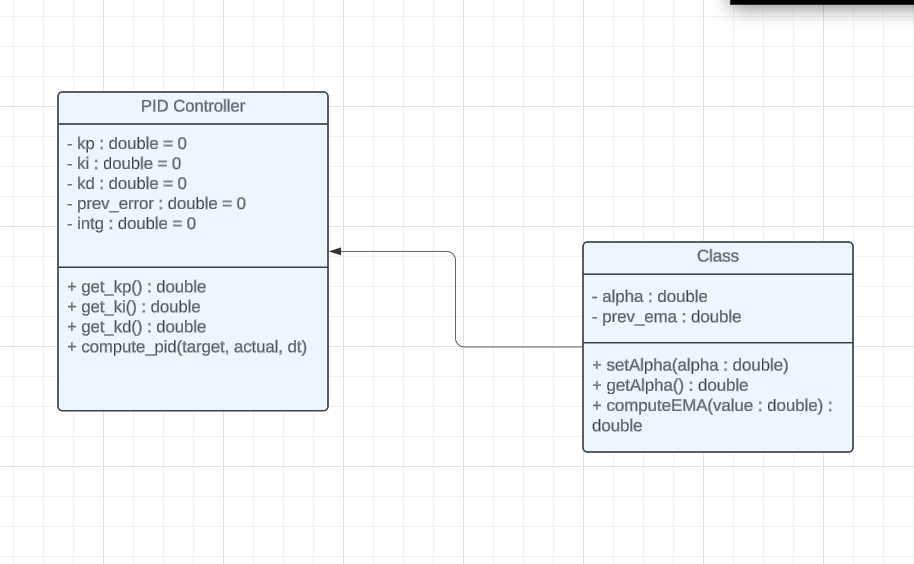 PID Controller
- kp : double = 0
- ki : double = 0
- kd : double = 0
- prev_error : double = 0
- intg : double = 0
+ get_kp() : double
+ get_ki() : double
+ get_kd() : double
+ compute_pid(target, actual, dt)
Class
- alpha : double
- prev_ema : double
+ setAlpha(alpha : double)
+ getAlpha() : double
+ computeEMA(value : double) :
double